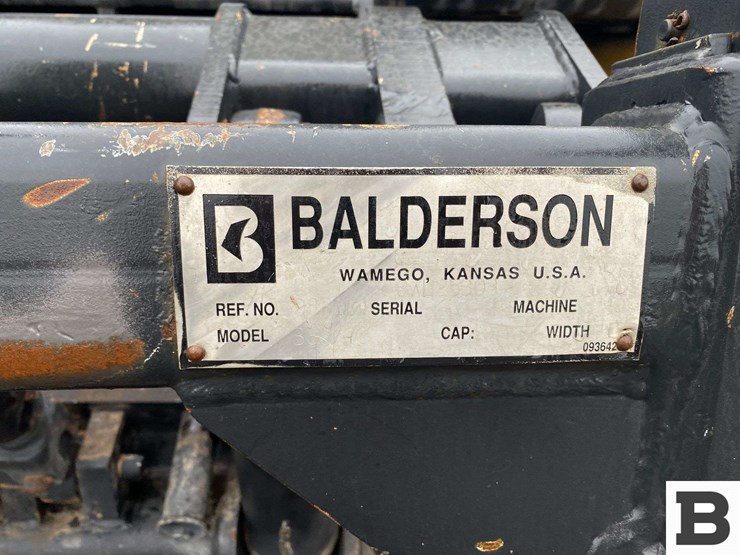 B BALDERSON
WAMEGO, KANSAS U.S.A.
REF. NO. SERIAL MACHINE
MODEL CAP: WIDTH
093642
B